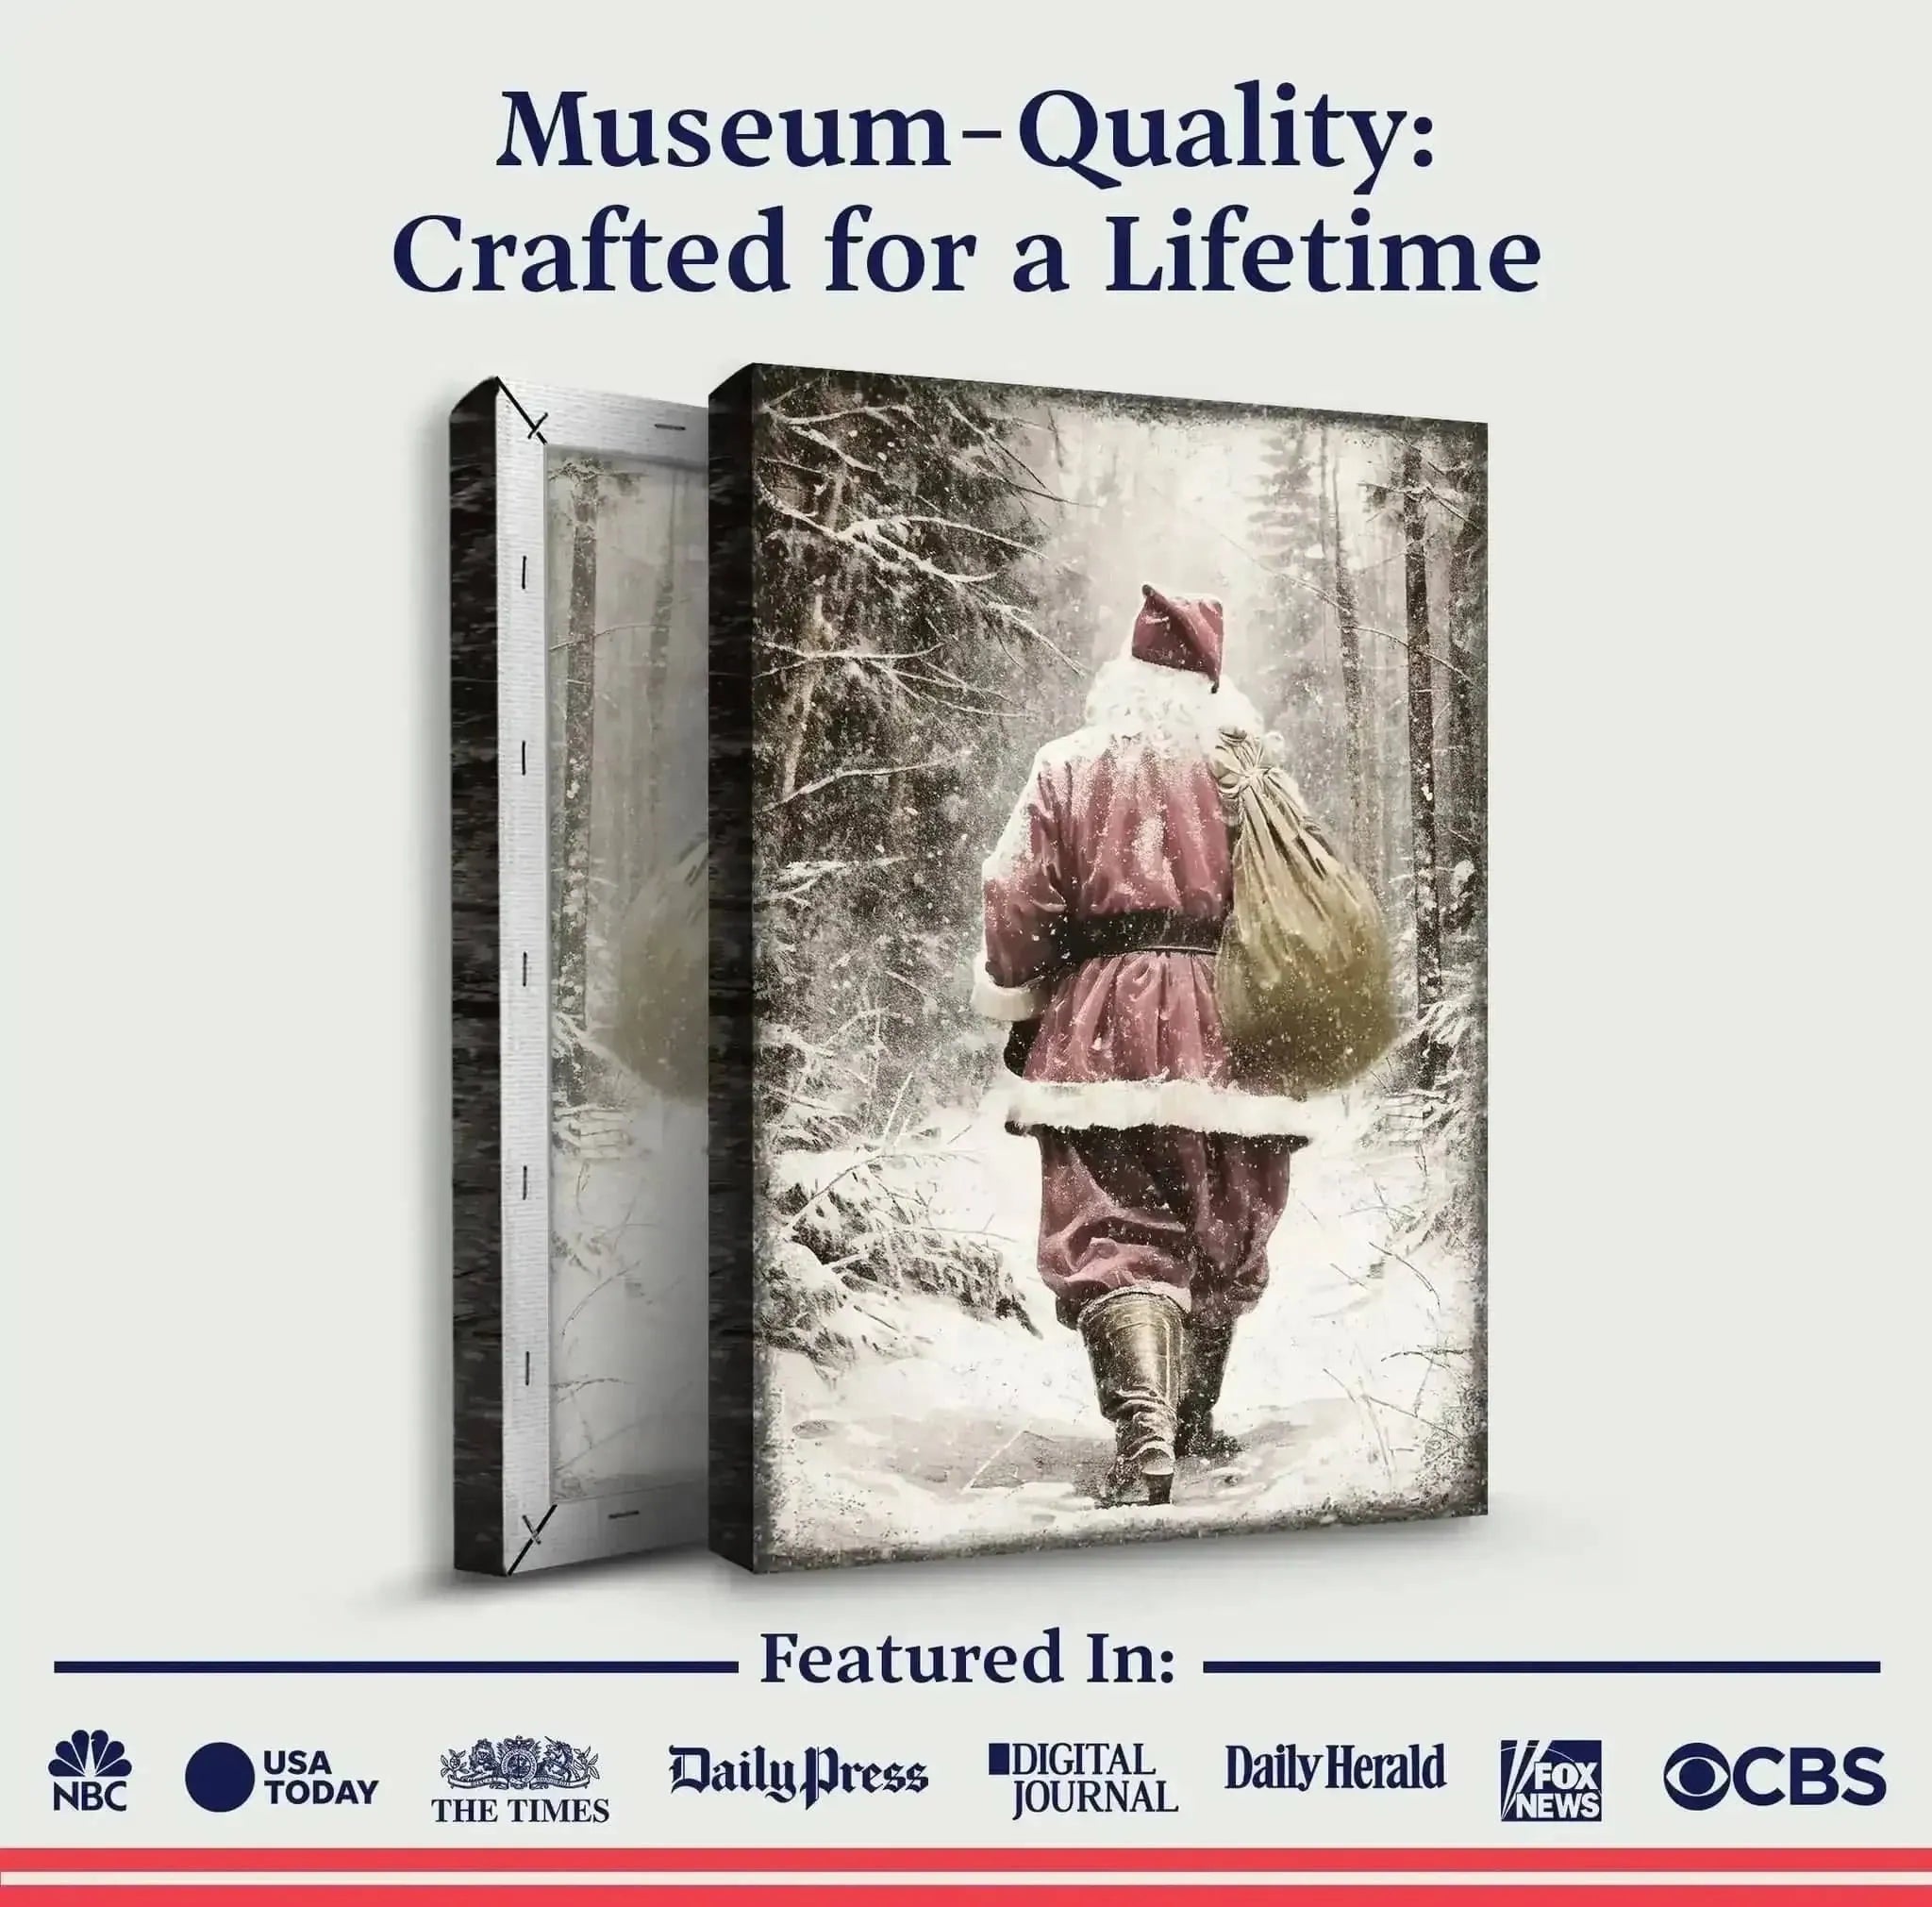 Museum-Quality:
Crafted for a Lifetime
Featured In:
NBC
USA
TODAY
THE TIMES
Daily Press
DIGITAL
JOURNAL
Daily Herald
FOX
NEWS
CBS